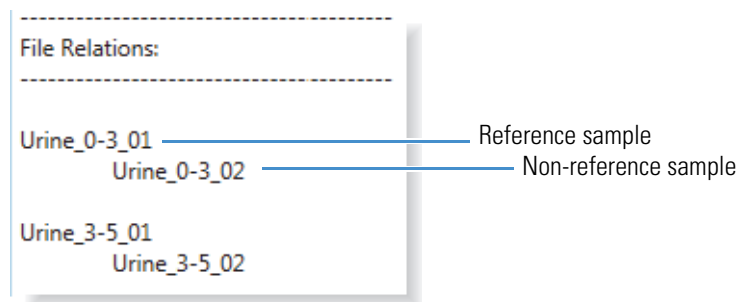 -----------------------------------------
File Relations:
-----------------------------------------
Urine_0-3_01
Reference sample
Urine_0-3_02
Non-reference sample
Urine_3-5_01
Urine_3-5_02